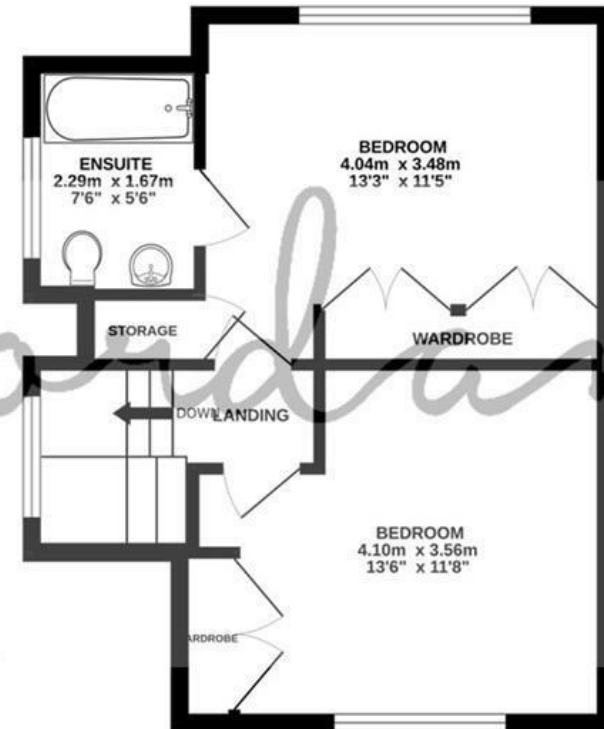 BEDROOM
4.04m x 3.48m
13'3" x 11'5"
ENSUITE
2.29m x 1.67m
7'6" x 5'6"
STORAGE
WARDROBE
DOWN
LANDING
BEDROOM
4.10m x 3.56m
13'6" x 11'8"
ARDROBE